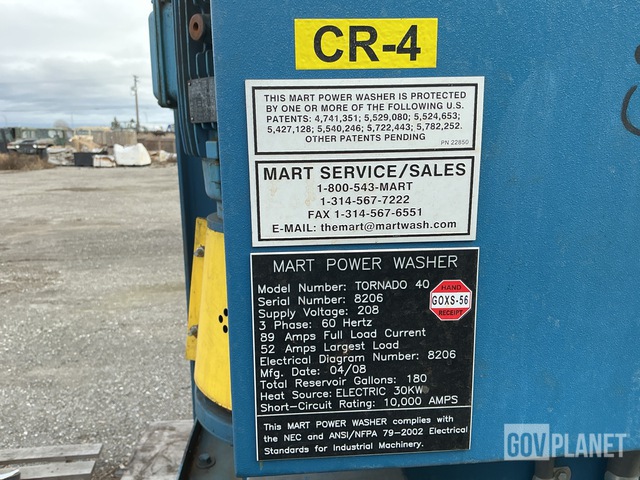 CR-4
THIS MART POWER WASHER IS PROTECTED
BY ONE OR MORE OF THE FOLLOWING U.S.
PATENTS: 4,741,351; 5,529,080; 5,524,653;
5,427,128; 5,540,246; 5,722,443; 5,782,252.
OTHER PATENTS PENDING
PN 22650
MART SERVICE/SALES
1-800-543-MART
1-314-567-7222
FAX 1-314-567-6551
E-MAIL: themart@martwash.com
MART POWER WASHER
Model Number: TORNADO 40
Serial Number: 8206
Supply Voltage: 208
3 Phase: 60 Hertz
89 Amps Full Load Current
52 Amps Largest Load
Electrical Diagram Number: 8206
Mfg. Date: 04/08
Total Reservoir Gallons: 180
Heat Source: ELECTRIC 30KW
Short-Circuit Rating: 10,000 AMPS
HAND
GOXS-56
RECEIPT
This MART POWER WASHER complies with
the NEC and ANSI/NFPA 79-2002 Electrical
Standards for Industrial Machinery.
GOVPLANET